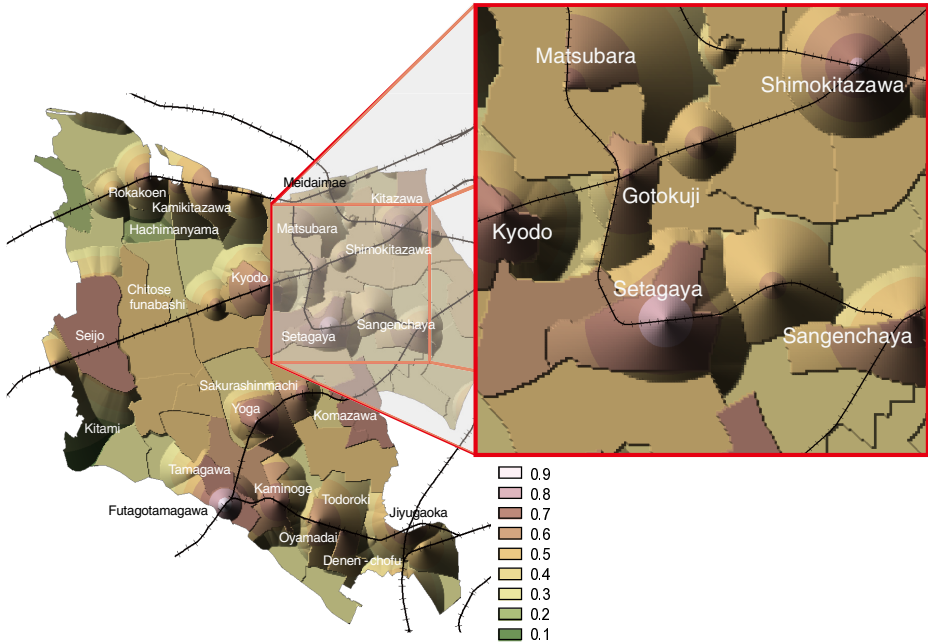 Rokakoen
Kamikitazawa
Hachimanyama
Meidaimae
Kitazawa
Matsubara
Shimokitazawa
Kyodo
Chitose
funabashi
Seijo
Setagaya
Sangenchaya
Sakurashinmachi
Yoga
Komazawa
Kitami
Tamagawa
Kaminoge
Todoroki
Futagotamagawa
Jiyugaoka
Oyamadai
Denen -chofu
Matsubara
Shimokitazawa
Gotokuji
Kyodo
Setagaya
Sangenchaya
0.9
0.8
0.7
0.6
0.5
0.4
0.3
0.2
0.1